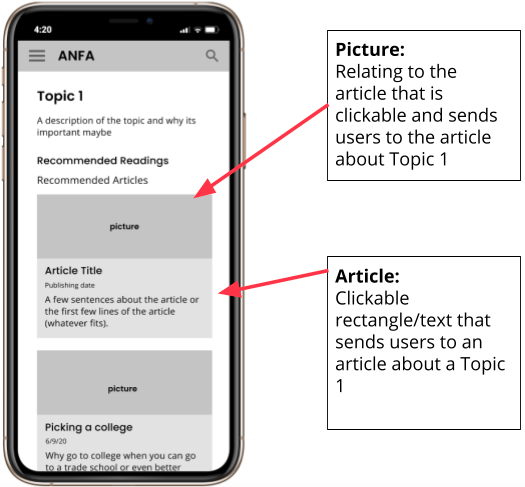 4:20
ANFA
Topic 1
A description of the topic and why its
important maybe
Recommended Readings
Recommended Articles
picture
Article Title
Publishing date
A few sentences about the article or
the first few lines of the article
(whatever fits).
picture
Picking a college
6/9/20
Why go to college when you can go
to a trade school or even better
Picture:
Relating to the
article that is
clickable and sends
users to the article
about Topic 1
Article:
Clickable
rectangle/text that
sends users to an
article about a Topic
1